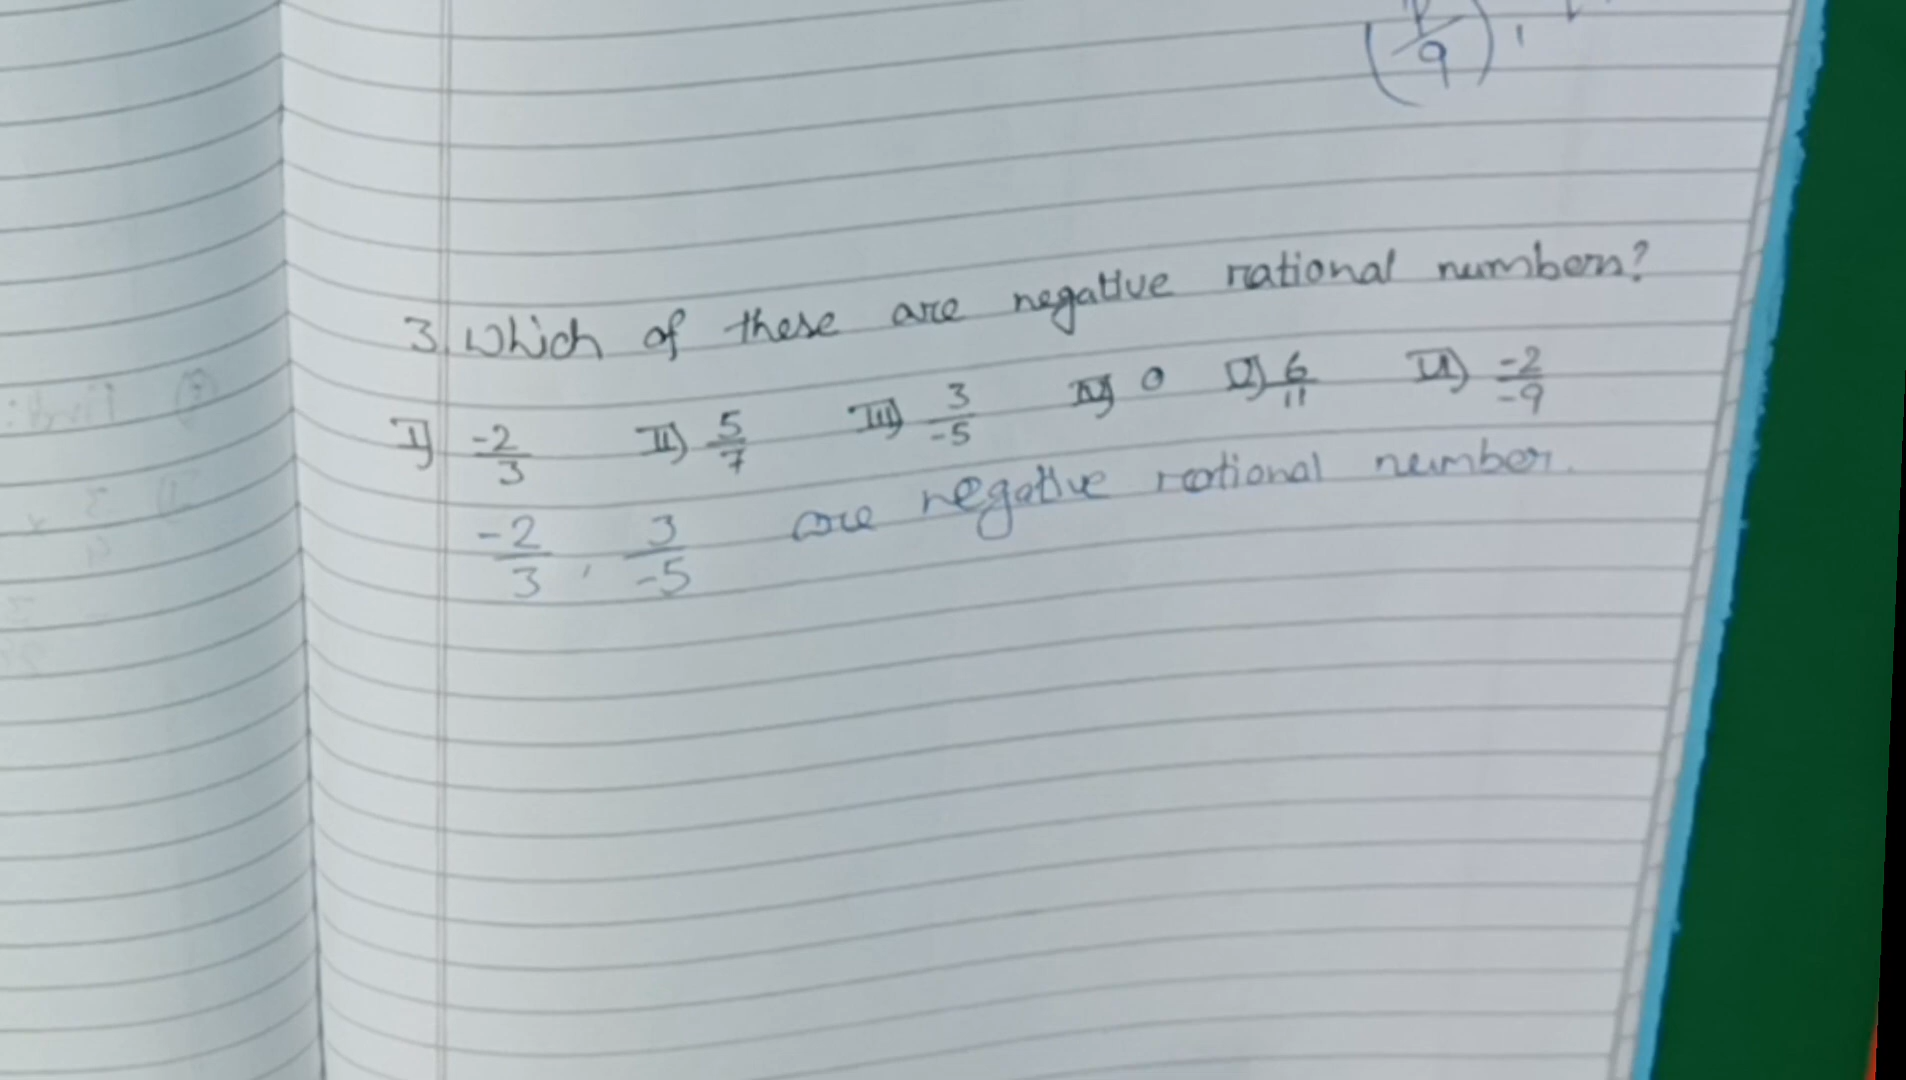 (p/q),
3. Which of these are negative rational numbers?
I) -2/3 II) 5/7 III) 3/-5 IV) 0 V) 6/11 VI) -2/-9
-2/3, 3/-5 are negative rational number.